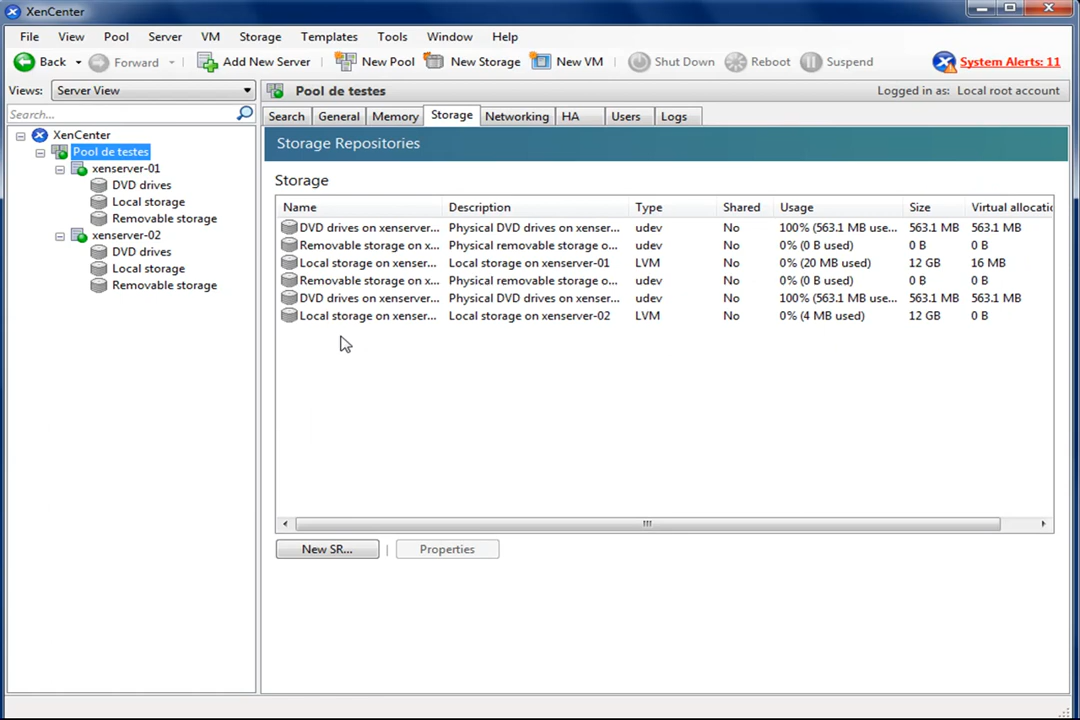 XenCenter
File View Pool Server VM Storage Templates Tools Window Help
Back Forward Add New Server New Pool New Storage New VM Shut Down Reboot Suspend System Alerts: 11
Views: Server View Pool de testes Logged in as: Local root account
Search... Search General Memory Storage Networking HA Users Logs
XenCenter
Pool de testes
xenserver-01
DVD drives
Local storage
Removable storage
xenserver-02
DVD drives
Local storage
Removable storage
Storage Repositories
Storage
Name Description Type Shared Usage Size Virtual allocatic
DVD drives on xenserver... Physical DVD drives on xenser... udev No 100% (563.1 MB use... 563.1 MB 563.1 MB
Removable storage on x... Physical removable storage o... udev No 0% (0 B used) 0 B 0 B
Local storage on xenser... Local storage on xenserver-01 LVM No 0% (20 MB used) 12 GB 16 MB
Removable storage on x... Physical removable storage o... udev No 0% (0 B used) 0 B 0 B
DVD drives on xenserver... Physical DVD drives on xenser... udev No 100% (563.1 MB use... 563.1 MB 563.1 MB
Local storage on xenser... Local storage on xenserver-02 LVM No 0% (4 MB used) 12 GB 0 B
New SR... Properties